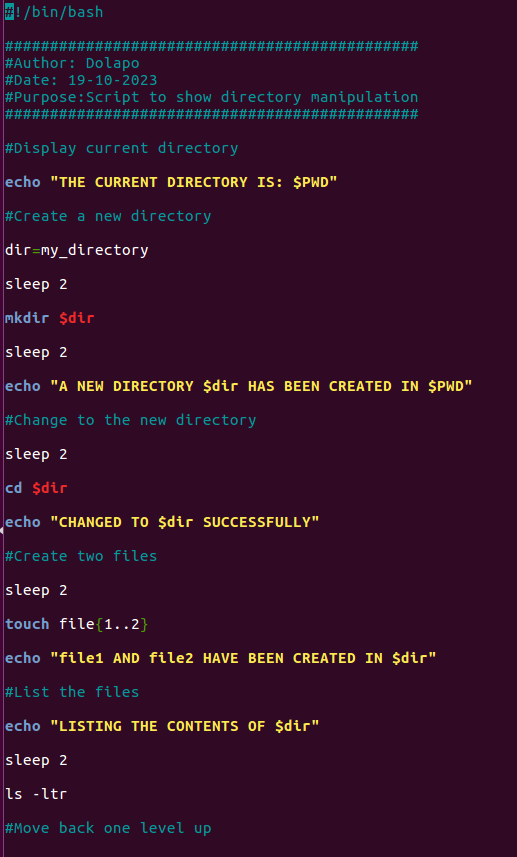 #!/bin/bash
##############################################
#Author: Dolapo
#Date: 19-10-2023
#Purpose:Script to show directory manipulation
##############################################
#Display current directory
echo "THE CURRENT DIRECTORY IS: $PWD"
#Create a new directory
dir=my_directory
sleep 2
mkdir $dir
sleep 2
echo "A NEW DIRECTORY $dir HAS BEEN CREATED IN $PWD"
#Change to the new directory
sleep 2
cd $dir
echo "CHANGED TO $dir SUCCESSFULLY"
#Create two files
sleep 2
touch file{1..2}
echo "file1 AND file2 HAVE BEEN CREATED IN $dir"
#List the files
echo "LISTING THE CONTENTS OF $dir"
sleep 2
ls -ltr
#Move back one level up